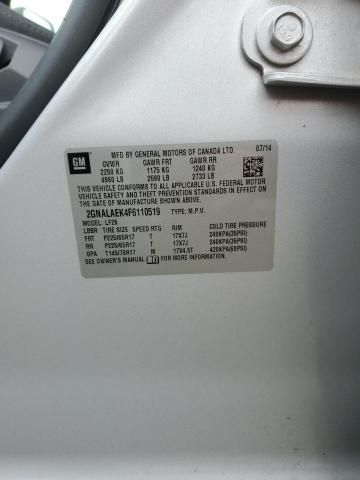 GM
MFD BY GENERAL MOTORS OF CANADA LTD. 07/14
GVWR GAWR FRT GAWR RR
2250 KG 1175 KG 1240 KG
4960 LB 2590 LB 2733 LB
THIS VEHICLE CONFORMS TO ALL APPLICABLE U.S. FEDERAL MOTOR
VEHICLE SAFETY AND THEFT PREVENTION STANDARDS IN EFFECT
ON THE DATE OF MANUFACTURE SHOWN ABOVE.
2GNALAEK4F6110519 TYPE: M.P.V.
MODEL: LF26
LBBR TIRE SIZE SPEED RTG RIM
FRT P225/65R17 T 17X7J 240KPA(35PSI)
RR P225/65R17 T 17X7J 240KPA(35PSI)
SPA T145/70R17 M 17X4.5T 420KPA(60PSI)
SEE OWNER'S MANUAL FOR MORE INFORMATION